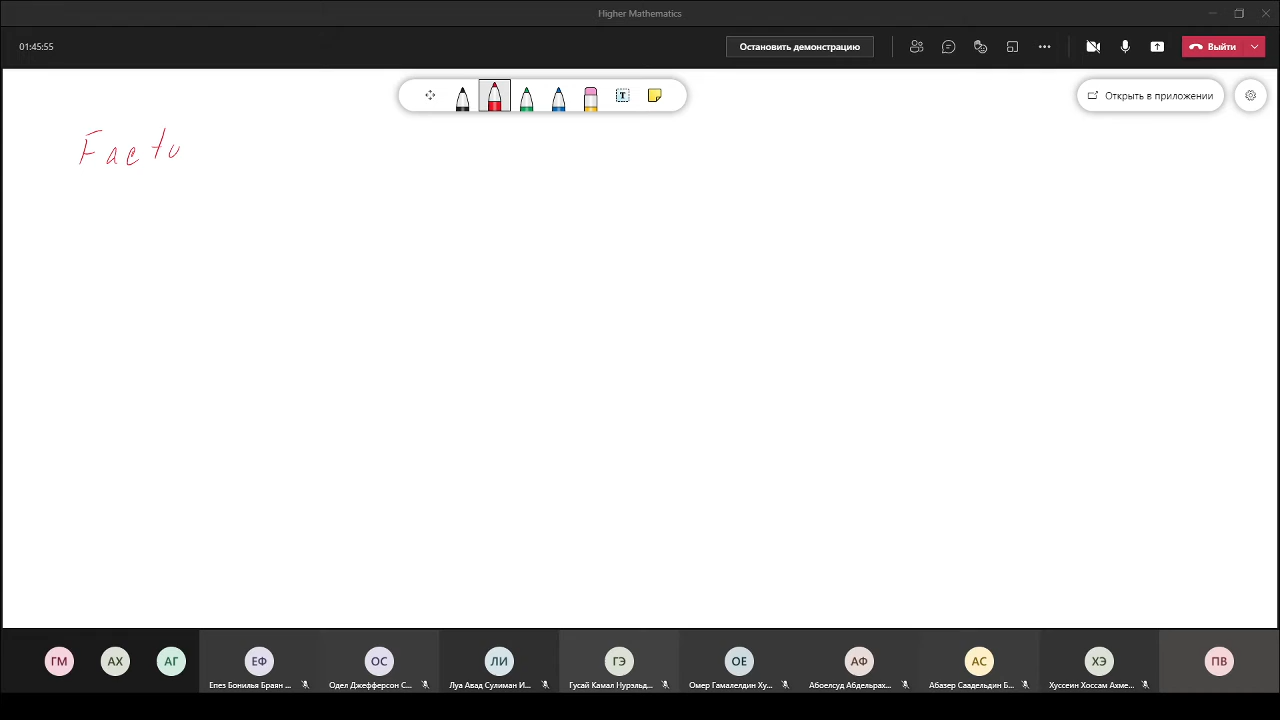 Higher Mathematics
01:45:55
Остановить демонстрацию
Выйти
T
Открыть в приложении
Facto
ГМ
АХ
АГ
ЕФ
ОС
ЛИ
ГЭ
ОЕ
АФ
АС
ХЭ
ПВ
Епес Бонилья Браян ...
Одел Джефферсон С...
Луа Авад Сулиман И...
Гусай Камал Нурэльд...
Омер Гамалелдин Ху...
Абоелсуд Абдельрах...
Абазер Саадельдин Б...
Хуссеин Хоссам Ахме...